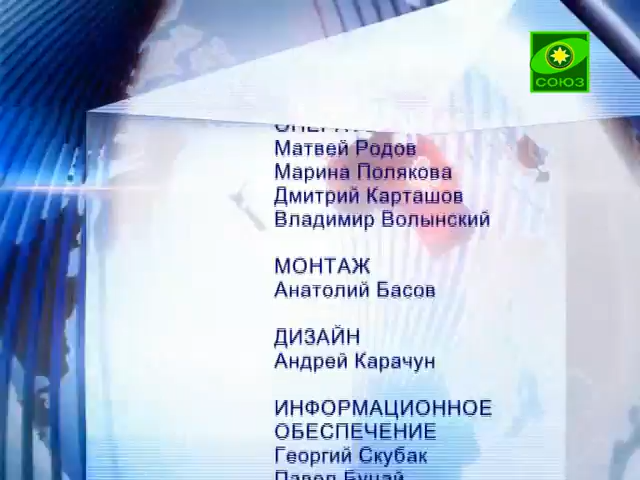 СОЮЗ
Матвей Родов
Марина Полякова
Дмитрий Карташов
Владимир Волынский
МОНТАЖ
Анатолий Басов
ДИЗАЙН
Андрей Карачун
ИНФОРМАЦИОННОЕ
ОБЕСПЕЧЕНИЕ
Георгий Скубак
Павел